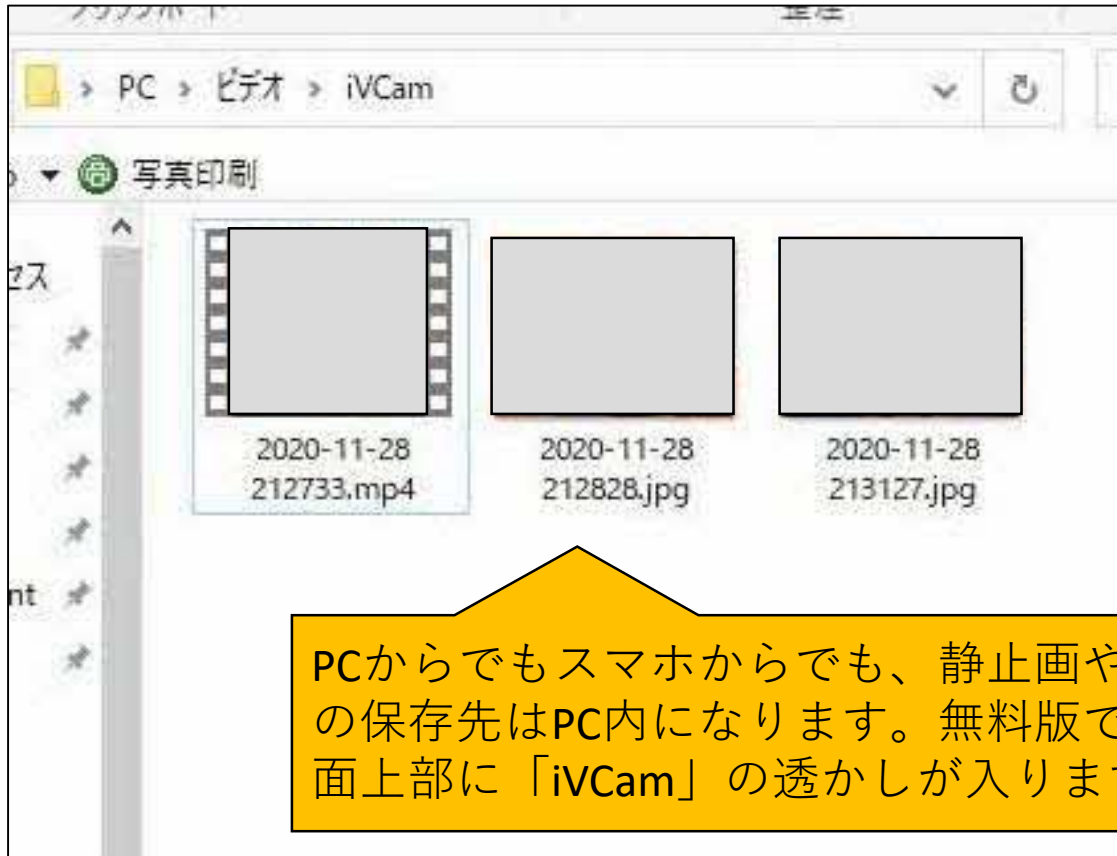 PC > ビデオ > iVCam
写真印刷
セス
2020-11-28
212733.mp4
2020-11-28
212828.jpg
2020-11-28
213127.jpg
nt
PCからでもスマホからでも、静止画や
の保存先はPC内になります。無料版で
面上部に「iVCam」の透かしが入りま